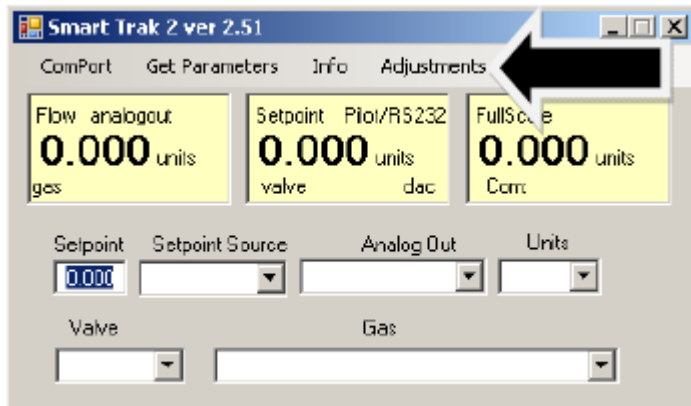 Smart Trak 2 ver 2.51
ComPort Get Parameters Info Adjustments
Flow analogout
0.000 units
gas
Setpoint Pilot/RS232
0.000 units
valve dac
0.000 units
Setpoint Setpoint Source Analog Out Units
0.000
Valve Gas